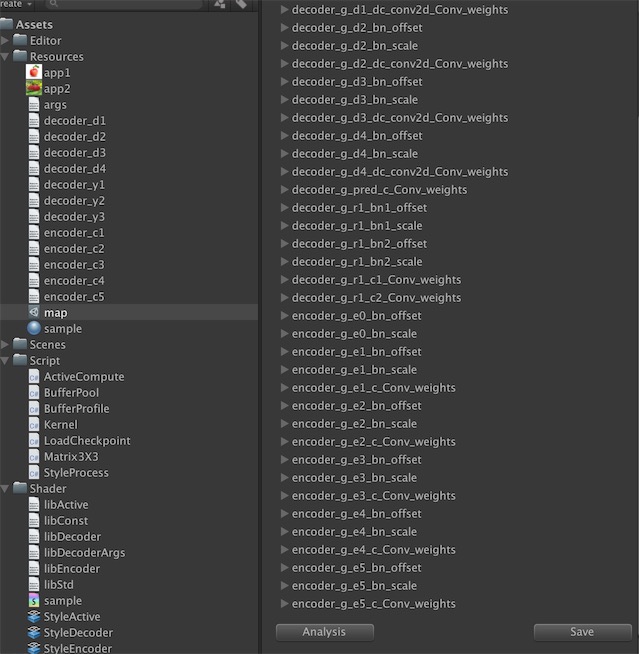 reate
Assets
Editor
Resources
app1
app2
args
decoder_d1
decoder_d2
decoder_d3
decoder_d4
decoder_y1
decoder_y2
decoder_y3
encoder_c1
encoder_c2
encoder_c3
encoder_c4
encoder_c5
map
sample
Scenes
Script
ActiveCompute
BufferPool
BufferProfile
Kernel
LoadCheckpoint
Matrix3X3
StyleProcess
Shader
libActive
libConst
libDecoder
libDecoderArgs
libEncoder
libStd
sample
StyleActive
StyleDecoder
StyleEncoder
decoder_g_d1_dc_conv2d_Conv_weights
decoder_g_d2_bn_offset
decoder_g_d2_bn_scale
decoder_g_d2_dc_conv2d_Conv_weights
decoder_g_d3_bn_offset
decoder_g_d3_bn_scale
decoder_g_d3_dc_conv2d_Conv_weights
decoder_g_d4_bn_offset
decoder_g_d4_bn_scale
decoder_g_d4_dc_conv2d_Conv_weights
decoder_g_pred_c_Conv_weights
decoder_g_r1_bn1_offset
decoder_g_r1_bn1_scale
decoder_g_r1_bn2_offset
decoder_g_r1_bn2_scale
decoder_g_r1_c1_Conv_weights
decoder_g_r1_c2_Conv_weights
encoder_g_e0_bn_offset
encoder_g_e0_bn_scale
encoder_g_e1_bn_offset
encoder_g_e1_bn_scale
encoder_g_e1_c_Conv_weights
encoder_g_e2_bn_offset
encoder_g_e2_bn_scale
encoder_g_e2_c_Conv_weights
encoder_g_e3_bn_offset
encoder_g_e3_bn_scale
encoder_g_e3_c_Conv_weights
encoder_g_e4_bn_offset
encoder_g_e4_bn_scale
encoder_g_e4_c_Conv_weights
encoder_g_e5_bn_offset
encoder_g_e5_bn_scale
encoder_g_e5_c_Conv_weights
Analysis Save